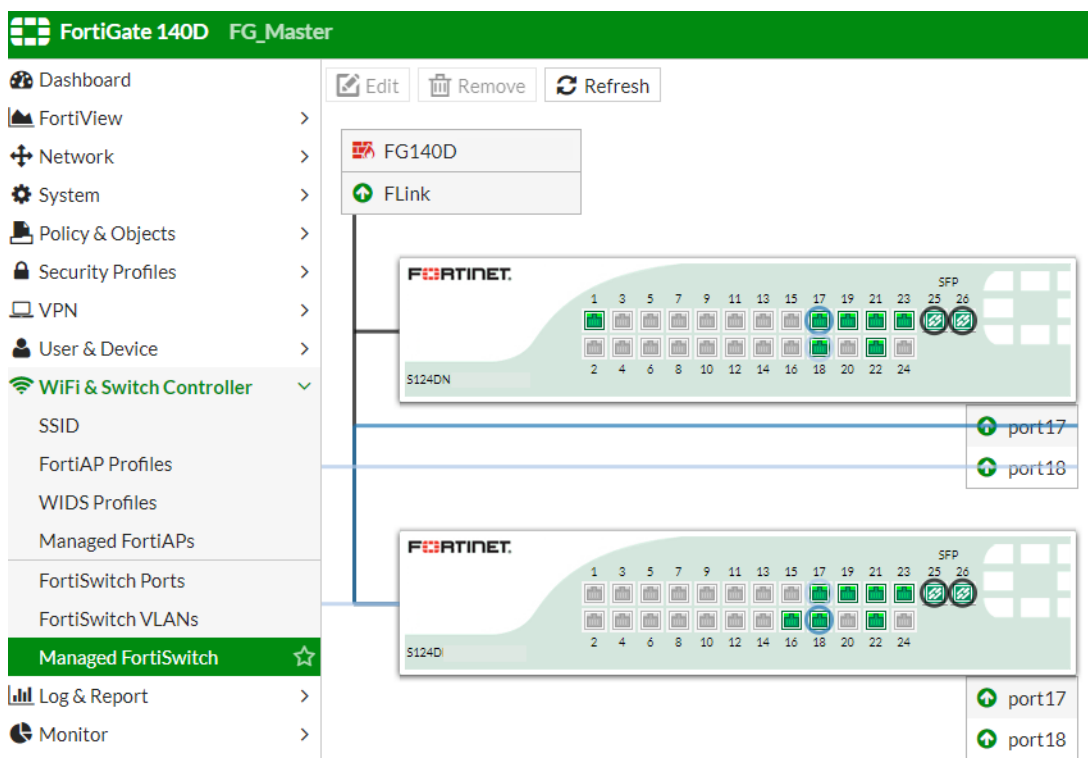 FortiGate 140D FG_Master
Dashboard
FortiView
Network
System
Policy & Objects
Security Profiles
VPN
User & Device
WiFi & Switch Controller
SSID
FortiAP Profiles
WIDS Profiles
Managed FortiAPs
FortiSwitch Ports
FortiSwitch VLANs
Managed FortiSwitch
Log & Report
Monitor
Edit Remove Refresh
FG140D
FLink
FORTINET.
SFP
1 3 5 7 9 11 13 15 17 19 21 23 25 26
2 4 6 8 10 12 14 16 18 20 22 24
S124DN
port17
port18
FORTINET.
SFP
1 3 5 7 9 11 13 15 17 19 21 23 25 26
2 4 6 8 10 12 14 16 18 20 22 24
S124D
port17
port18